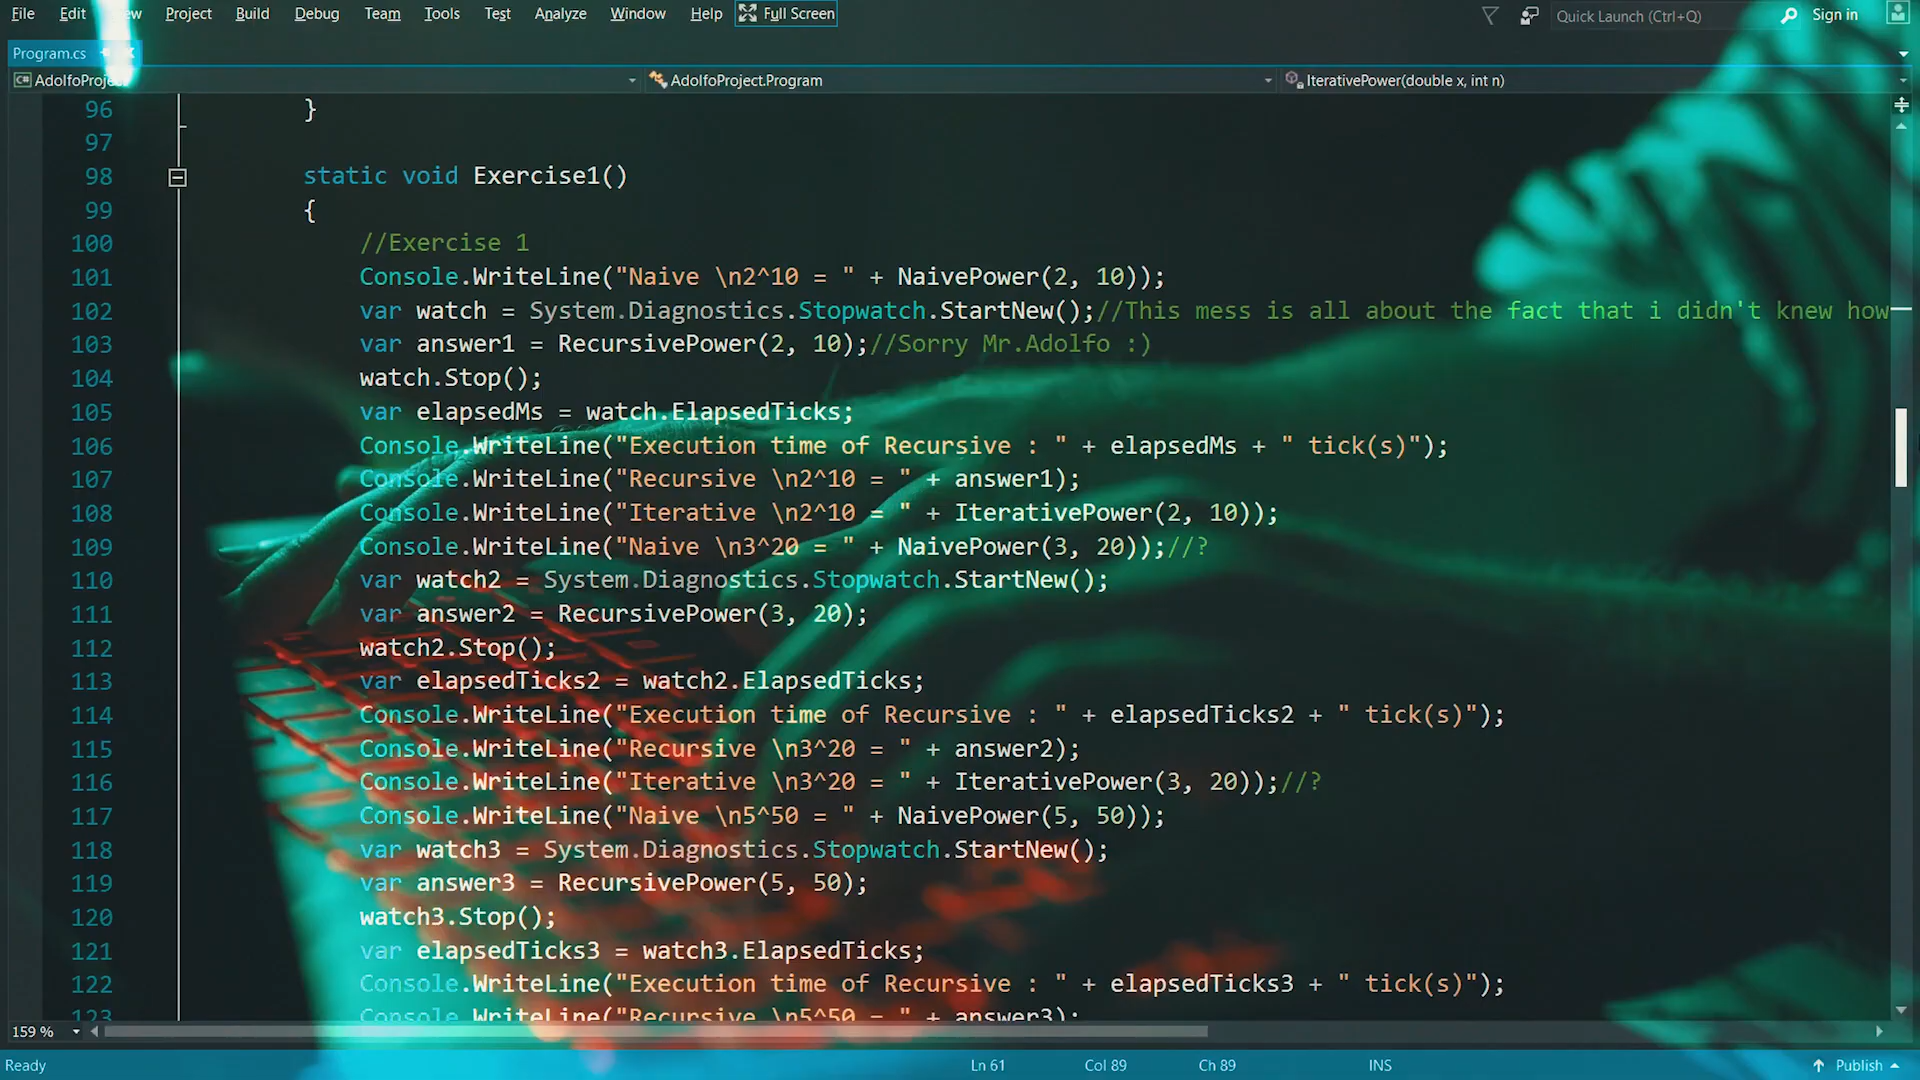 File Edit Project Build Debug Team Tools Test Analyze Window Help Full Screen Quick Launch (Ctrl+Q) Sign in
Program.cs
AdolfoProject AdolfoProject.Program IterativePower(double x, int n)
96 }
97
98 static void Exercise1()
99 {
100 //Exercise 1
101 Console.WriteLine("Naive \n2^10 = " + NaivePower(2, 10));
102 var watch = System.Diagnostics.Stopwatch.StartNew();//This mess is all about the fact that i didn't knew how
103 var answer1 = RecursivePower(2, 10);//Sorry Mr.Adolfo :)
104 watch.Stop();
105 var elapsedMs = watch.ElapsedTicks;
106 Console.WriteLine("Execution time of Recursive : " + elapsedMs + " tick(s)");
107 Console.WriteLine("Recursive \n2^10 = " + answer1);
108 Console.WriteLine("Iterative \n2^10 = " + IterativePower(2, 10));
109 Console.WriteLine("Naive \n3^20 = " + NaivePower(3, 20));//?
110 var watch2 = System.Diagnostics.Stopwatch.StartNew();
111 var answer2 = RecursivePower(3, 20);
112 watch2.Stop();
113 var elapsedTicks2 = watch2.ElapsedTicks;
114 Console.WriteLine("Execution time of Recursive : " + elapsedTicks2 + " tick(s)");
115 Console.WriteLine("Recursive \n3^20 = " + answer2);
116 Console.WriteLine("Iterative \n3^20 = " + IterativePower(3, 20));//?
117 Console.WriteLine("Naive \n5^50 = " + NaivePower(5, 50));
118 var watch3 = System.Diagnostics.Stopwatch.StartNew();
119 var answer3 = RecursivePower(5, 50);
120 watch3.Stop();
121 var elapsedTicks3 = watch3.ElapsedTicks;
122 Console.WriteLine("Execution time of Recursive : " + elapsedTicks3 + " tick(s)");
123 Console.WriteLine("Recursive \n5^50 = " + answer3);
159 %
Ready Ln 61 Col 89 Ch 89 INS Publish